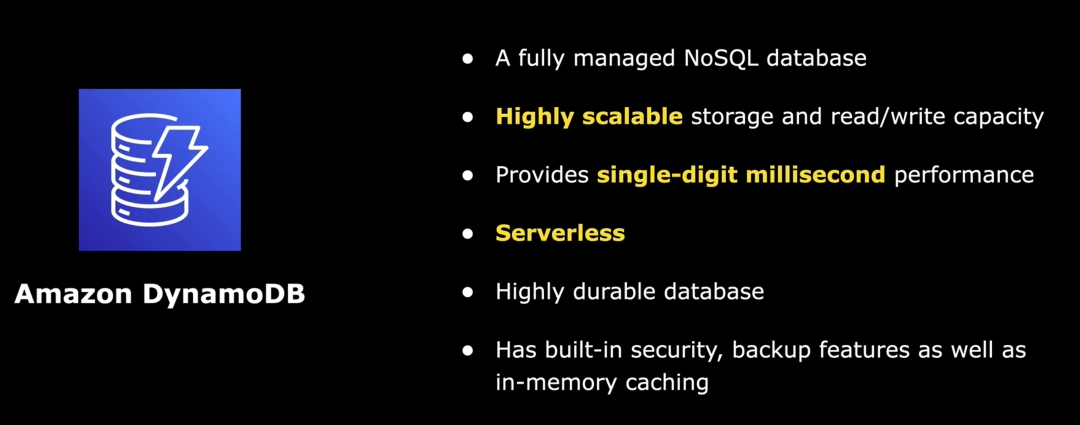 ● A fully managed NoSQL database
● Highly scalable storage and read/write capacity
● Provides single-digit millisecond performance
● Serverless
Amazon DynamoDB
● Highly durable database
● Has built-in security, backup features as well as
in-memory caching